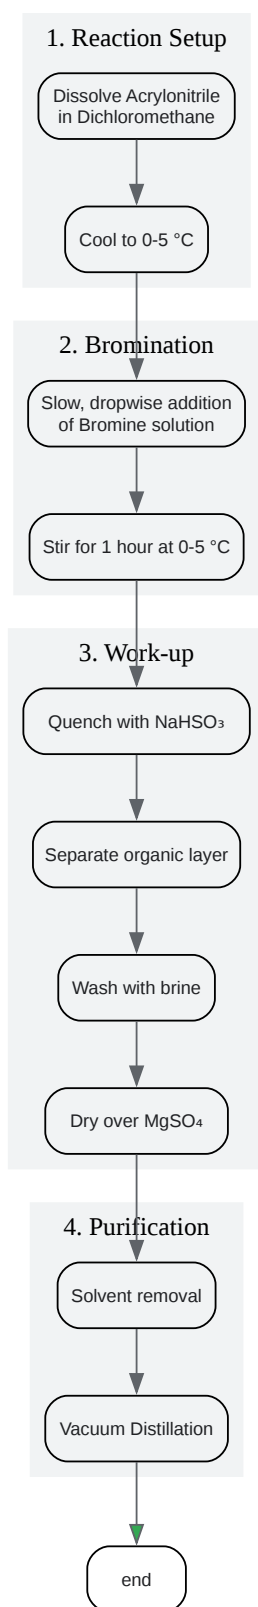 1. Reaction Setup
Dissolve Acrylonitrile
in Dichloromethane
Cool to 0-5 °C
2. Bromination
Slow, dropwise addition
of Bromine solution
Stir for 1 hour at 0-5 °C
3. Work-up
Quench with NaHSO₃
Separate organic layer
Wash with brine
Dry over MgSO₄
4. Purification
Solvent removal
Vacuum Distillation
end